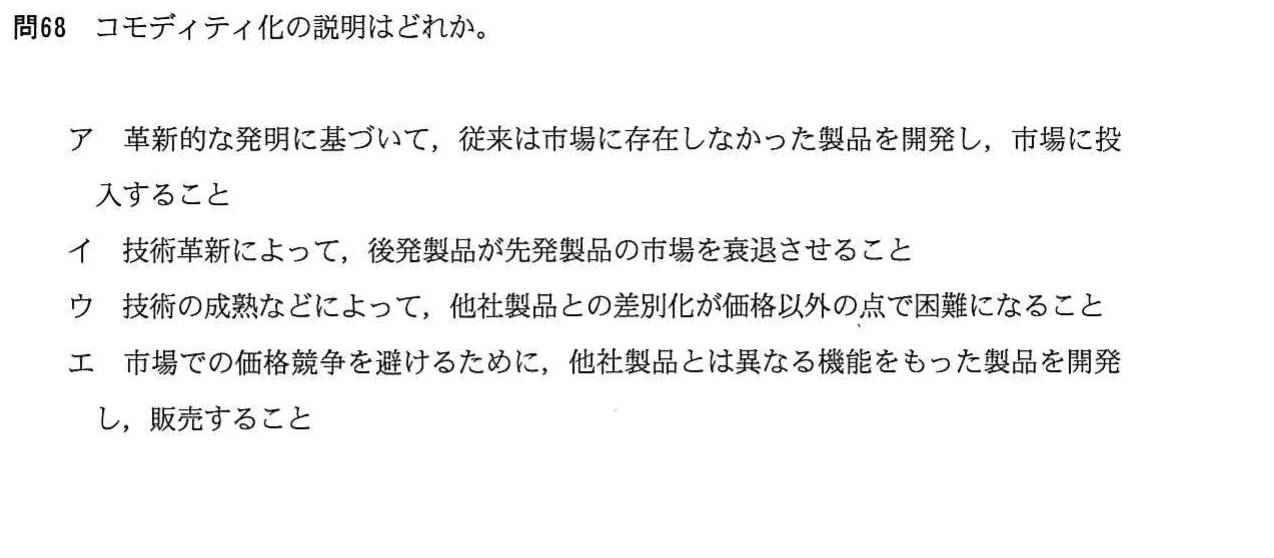 問68 コモディティ化の説明はどれか。
ア 革新的な発明に基づいて，従来は市場に存在しなかった製品を開発し，市場に投
入すること
イ 技術革新によって，後発製品が先発製品の市場を衰退させること
ウ 技術の成熟などによって，他社製品との差別化が価格以外の点で困難になること
エ 市場での価格競争を避けるために，他社製品とは異なる機能をもった製品を開発
し，販売すること